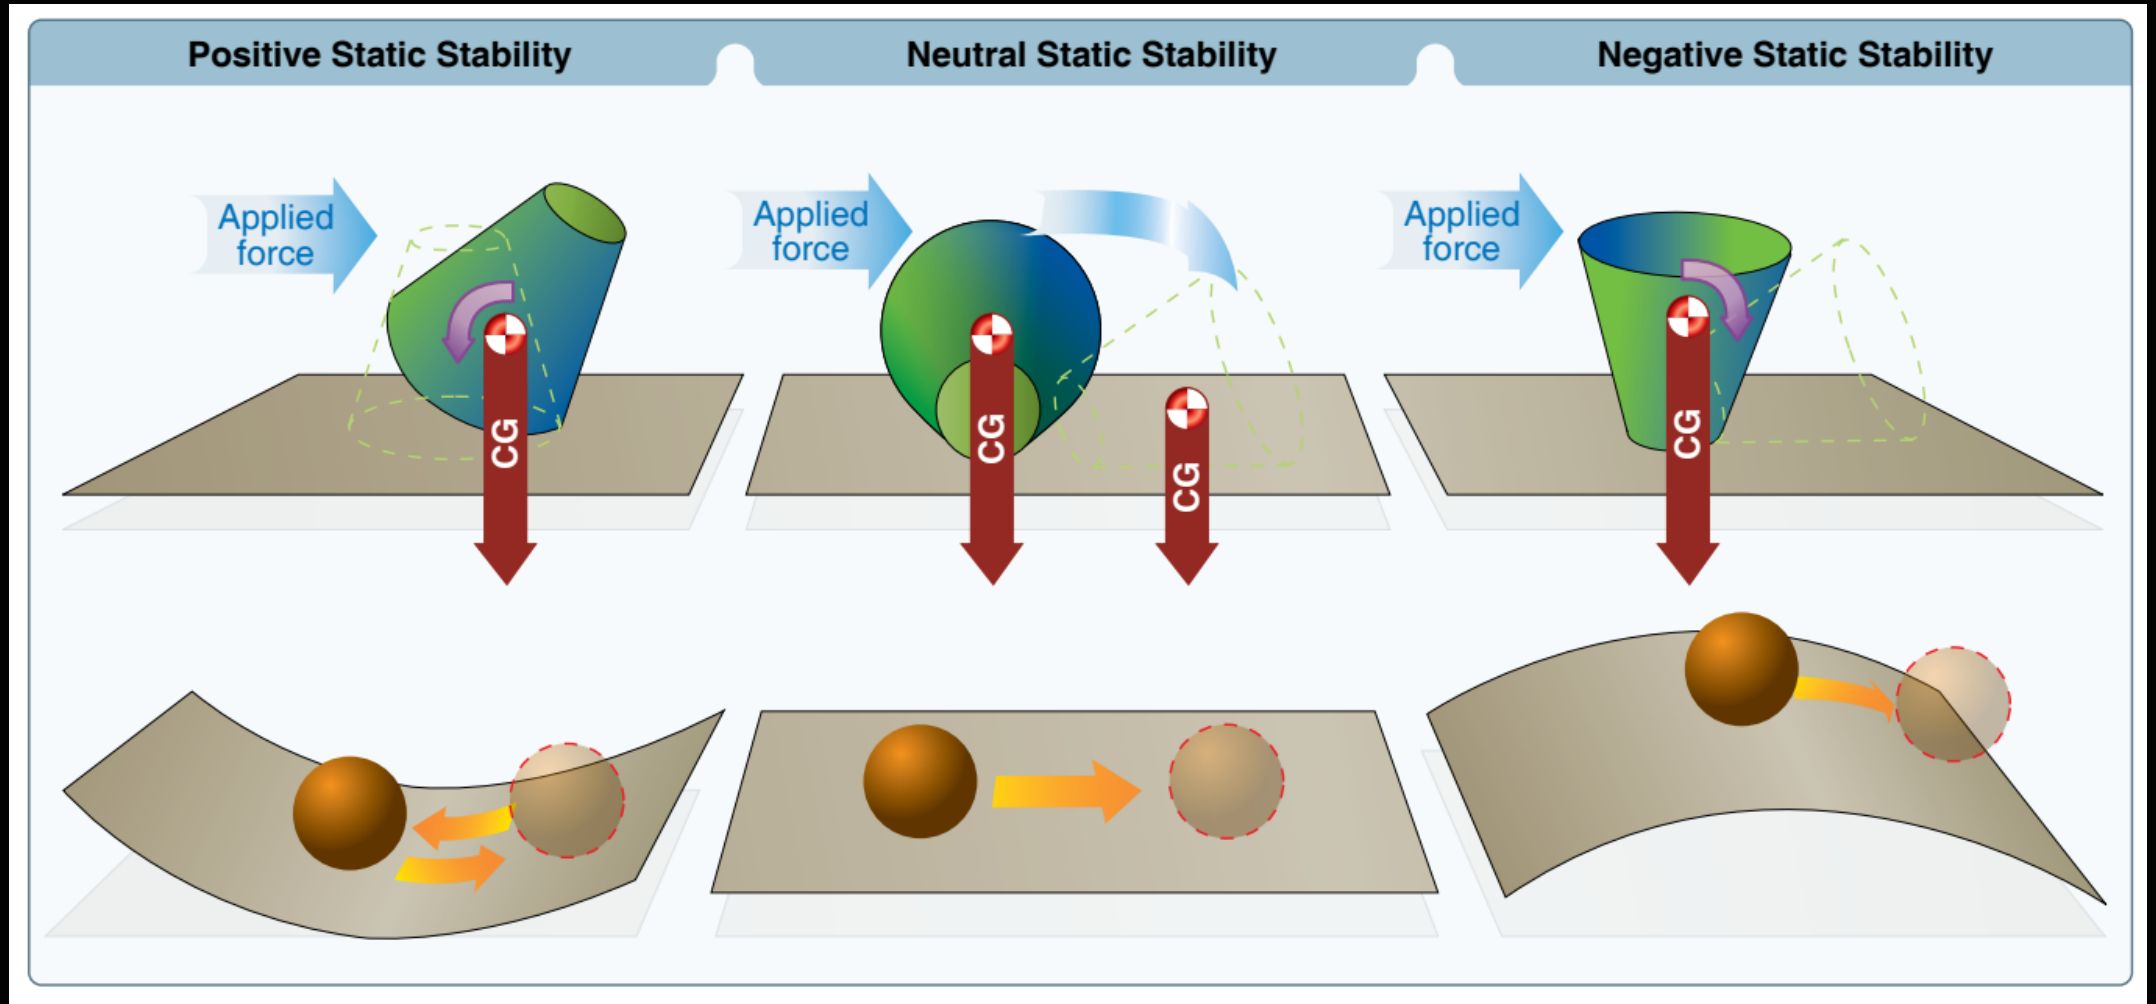 Positive Static Stability
Neutral Static Stability
Negative Static Stability
Applied
force
Applied
force
Applied
force
CG
CG
CG
CG